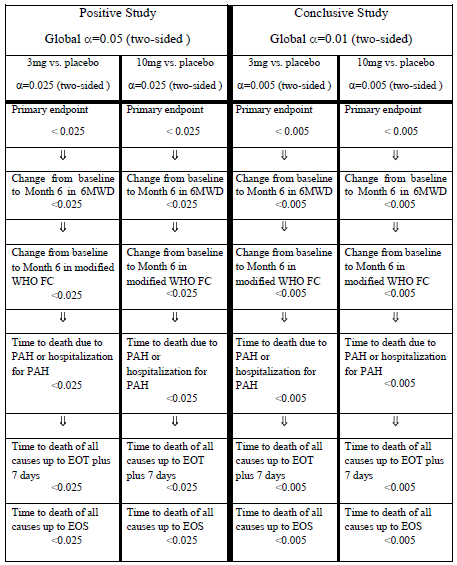 Positive Study
Global α=0.05 (two-sided )
Conclusive Study
Global α=0.01 (two-sided)
3mg vs. placebo
α=0.025 (two-sided )
10mg vs. placebo
α=0.025 (two-sided )
3mg vs. placebo
α=0.005 (two-sided )
10mg vs. placebo
α=0.005 (two-sided )
Primary endpoint
< 0.025
Primary endpoint
< 0.025
Primary endpoint
< 0.005
Primary endpoint
< 0.005
⇓
⇓
⇓
⇓
Change from baseline
to Month 6 in 6MWD
<0.025
Change from baseline
to Month 6 in 6MWD
<0.025
Change from baseline
to Month 6 in 6MWD
<0.005
Change from baseline
to Month 6 in 6MWD
<0.005
⇓
⇓
⇓
⇓
Change from baseline
to Month 6 in modified
WHO FC
<0.025
Change from baseline
to Month 6 in
modified WHO FC
<0.025
Change from baseline
to Month 6 in
modified WHO FC
<0.005
Change from baseline
to Month 6 in
modified WHO FC
<0.005
⇓
⇓
⇓
⇓
Time to death due to
PAH or hospitalization
for PAH
<0.025
Time to death due to
PAH or
hospitalization for
PAH
<0.025
Time to death due to
PAH or
hospitalization for
PAH
<0.005
Time to death due to
PAH or hospitalization
for PAH
<0.005
⇓
⇓
⇓
⇓
Time to death of all
causes up to EOT plus
7 days
<0.025
Time to death of all
causes up to EOT
plus 7 days
<0.025
Time to death of all
causes up to EOT
plus 7 days
<0.005
Time to death of all
causes up to EOT plus
7 days
<0.005
Time to death of all
causes up to EOS
<0.025
Time to death of all
causes up to EOS
<0.025
Time to death of all
causes up to EOS
<0.005
Time to death of all
causes up to EOS
<0.005